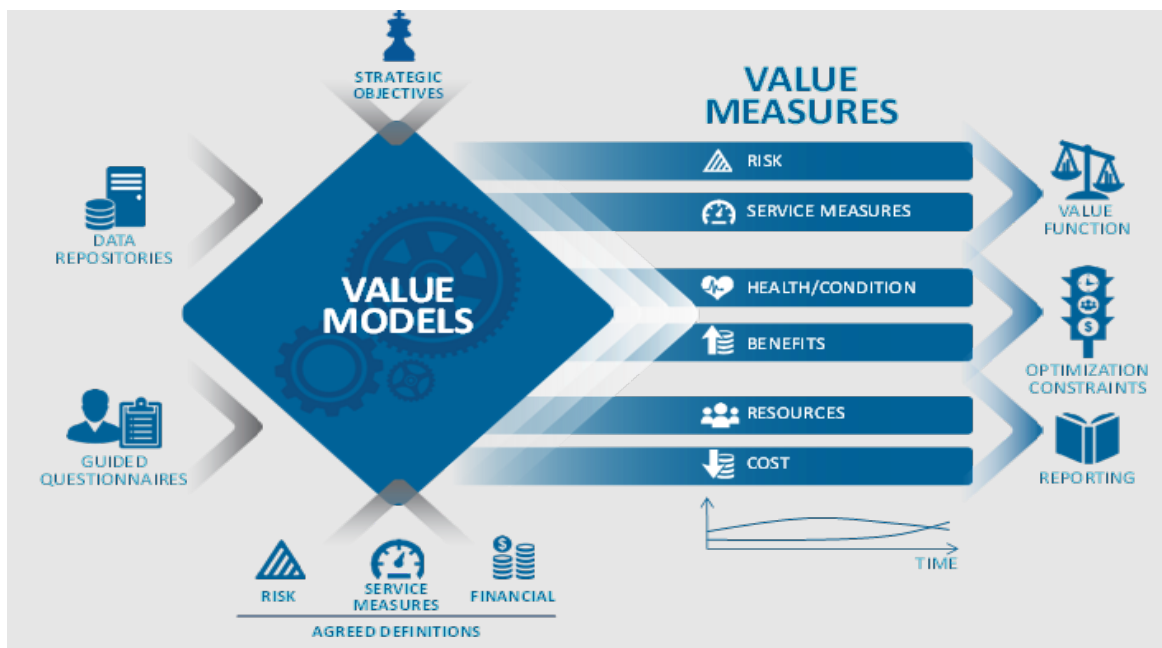 STRATEGIC
OBJECTIVES
DATA
REPOSITORIES
GUIDED
QUESTIONNAIRES
VALUE
MODELS
RISK
SERVICE
MEASURES
$
FINANCIAL
AGREED DEFINITIONS
VALUE
MEASURES
RISK
SERVICE MEASURES
HEALTH/CONDITION
BENEFITS
RESOURCES
COST
TIME
VALUE
FUNCTION
$
OPTIMIZATION
CONSTRAINTS
REPORTING